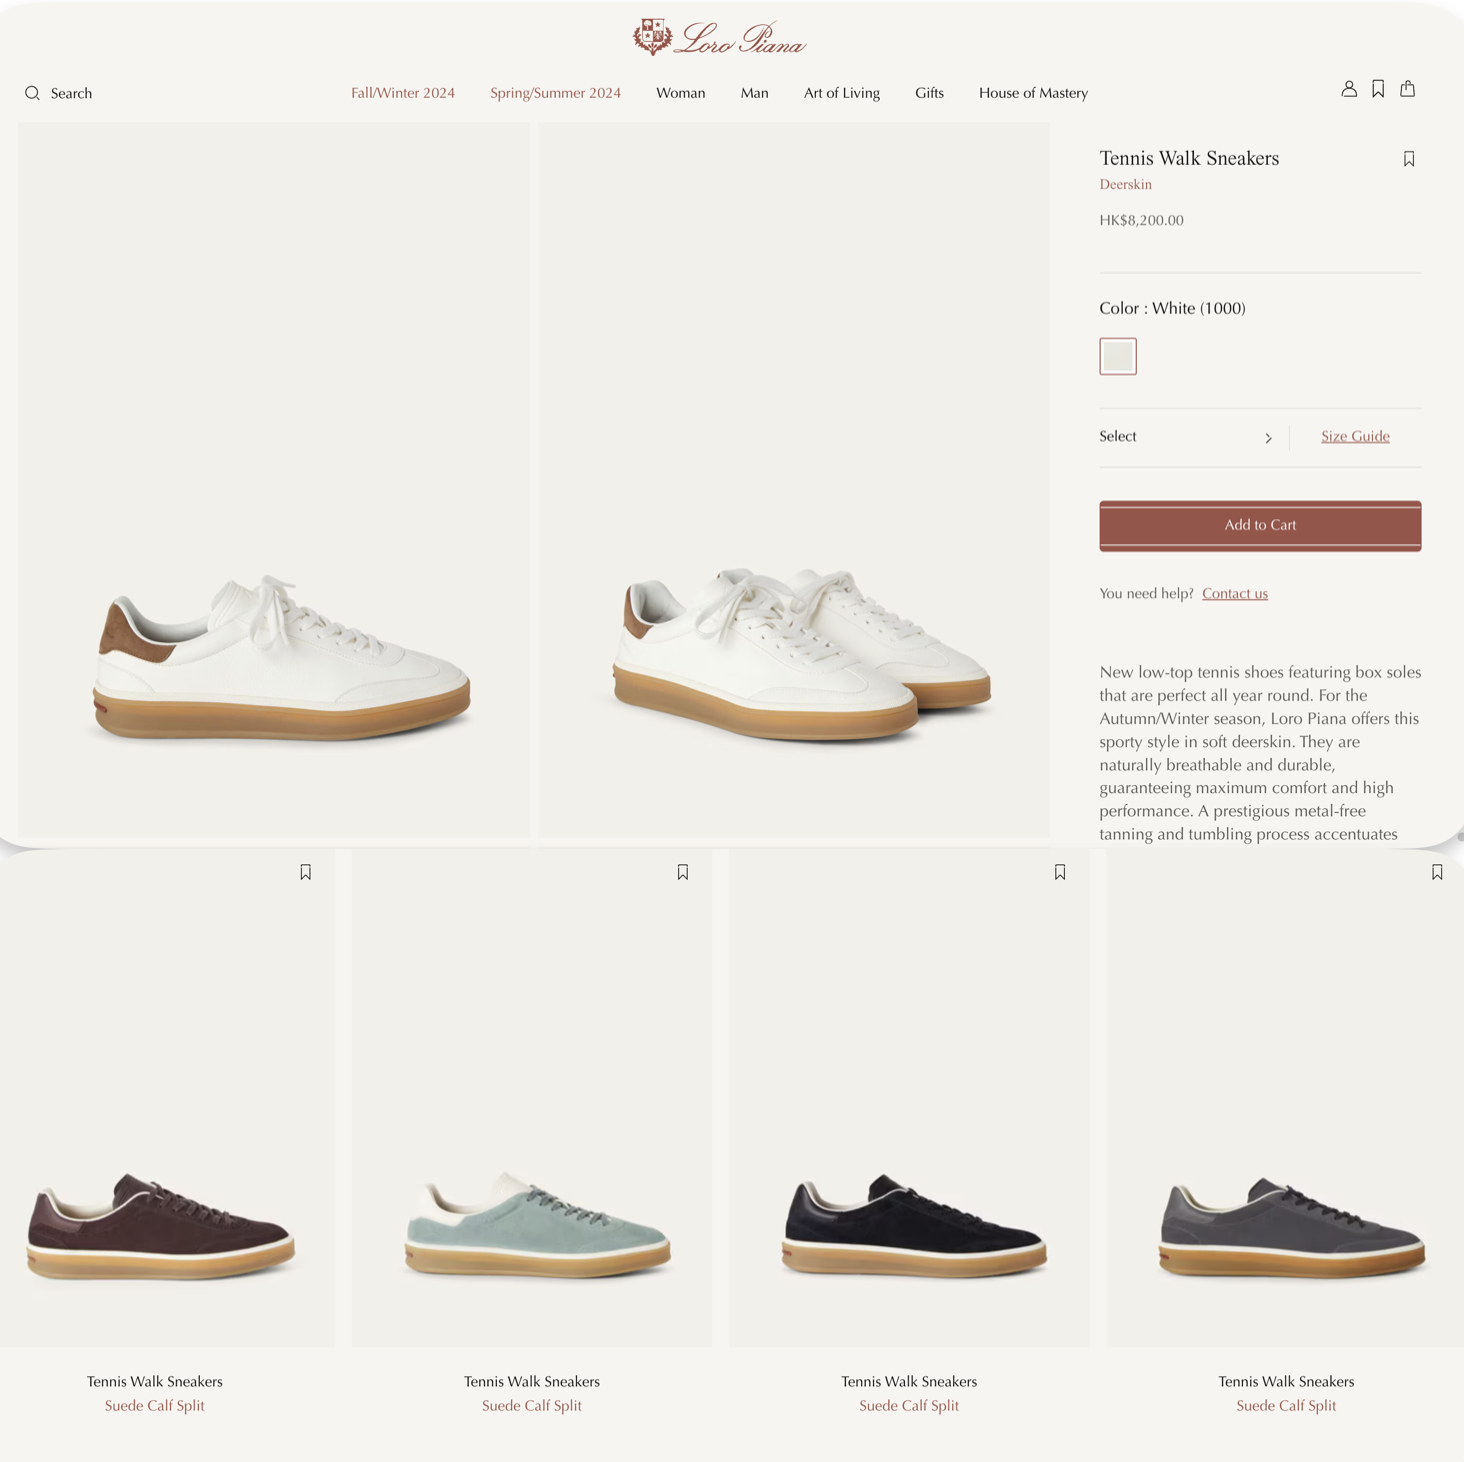 Loro Piana
Search
Fall/Winter 2024
Spring/Summer 2024
Woman
Man
Art of Living
Gifts
House of Mastery
Tennis Walk Sneakers
Deerskin
HK$8,200.00
Color : White (1000)
Select
Size Guide
Add to Cart
You need help? Contact us
New low-top tennis shoes featuring box soles
that are perfect all year round. For the
Autumn/Winter season, Loro Piana offers this
sporty style in soft deerskin. They are
naturally breathable and durable,
guaranteeing maximum comfort and high
performance. A prestigious metal-free
tanning and tumbling process accentuates
Tennis Walk Sneakers
Suede Calf Split
Tennis Walk Sneakers
Suede Calf Split
Tennis Walk Sneakers
Suede Calf Split
Tennis Walk Sneakers
Suede Calf Split